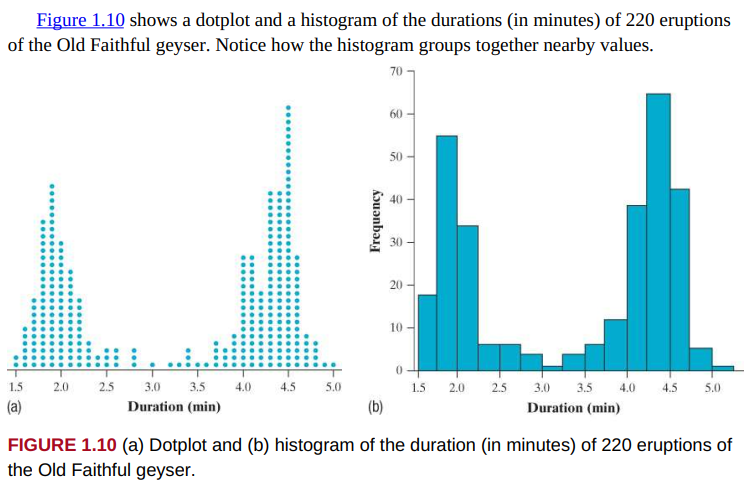 Figure 1.10 shows a dotplot and a histogram of the durations (in minutes) of 220 eruptions
of the Old Faithful geyser. Notice how the histogram groups together nearby values.
1.5 2.0 2.5 3.0 3.5 4.0 4.5 5.0
(a) Duration (min)
70
60
50
40
30
20
10
0
Frequency
1.5 2.0 2.5 3.0 3.5 4.0 4.5 5.0
(b) Duration (min)
FIGURE 1.10 (a) Dotplot and (b) histogram of the duration (in minutes) of 220 eruptions of
the Old Faithful geyser.